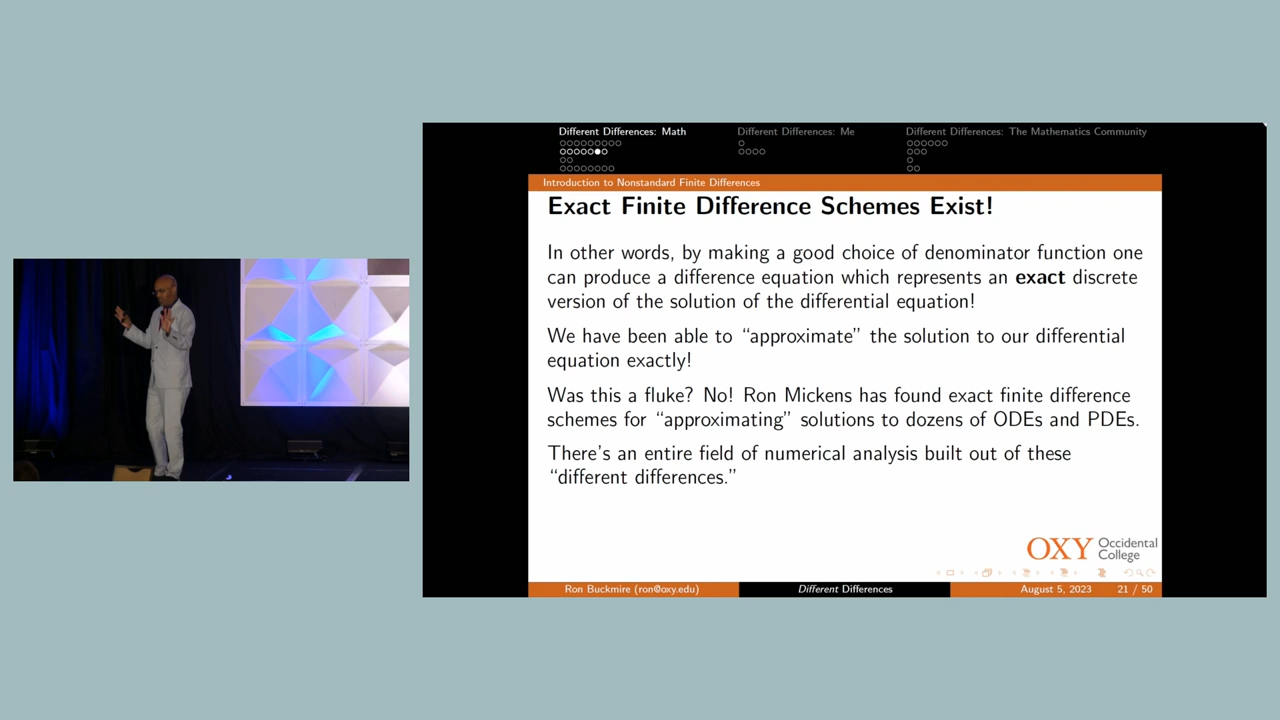 Different Differences: Math
Different Differences: Me
Different Differences: The Mathematics Community
Introduction to Nonstandard Finite Differences
Exact Finite Difference Schemes Exist!
In other words, by making a good choice of denominator function one
can produce a difference equation which represents an exact discrete
version of the solution of the differential equation!
We have been able to “approximate” the solution to our differential
equation exactly!
Was this a fluke? No! Ron Mickens has found exact finite difference
schemes for “approximating” solutions to dozens of ODEs and PDEs.
There's an entire field of numerical analysis built out of these
“different differences.”
OXY Occidental
College
Ron Buckmire (ron@oxy.edu)
Different Differences
August 5, 2023
21 / 50